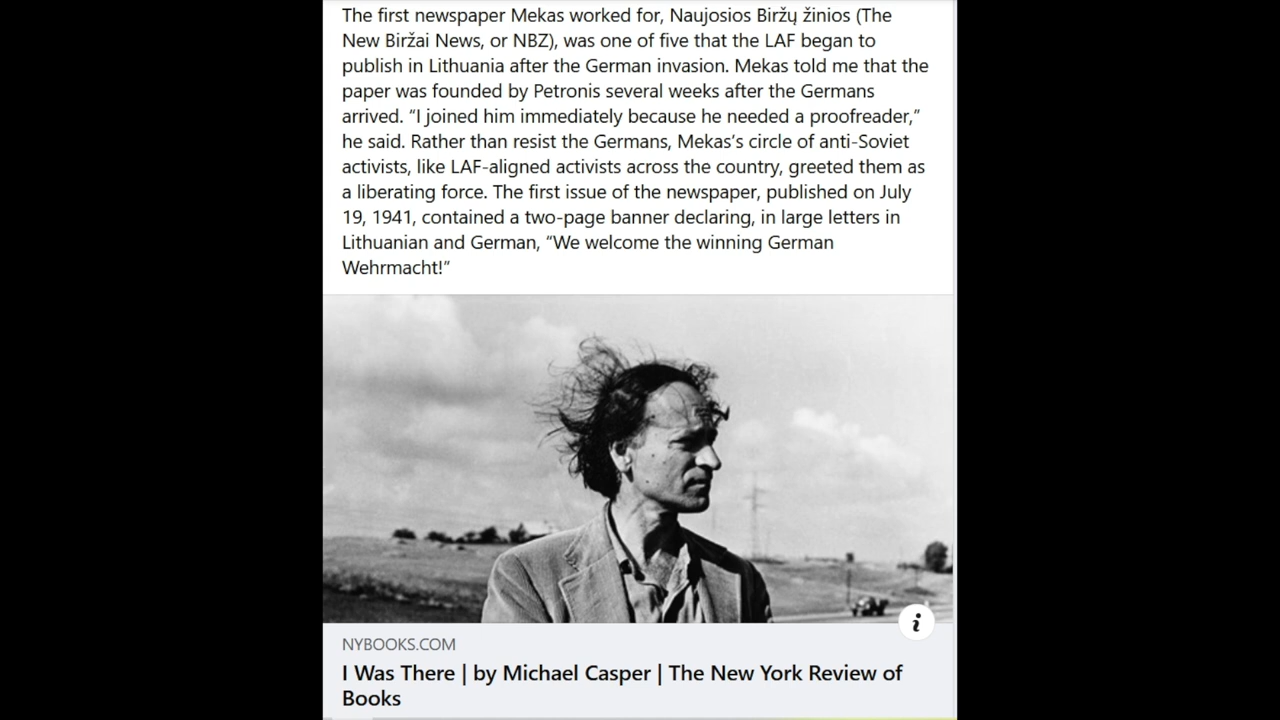 The first newspaper Mekas worked for, Naujosios Biržų žinios (The
New Biržai News, or NBZ), was one of five that the LAF began to
publish in Lithuania after the German invasion. Mekas told me that the
paper was founded by Petronis several weeks after the Germans
arrived. “I joined him immediately because he needed a proofreader,”
he said. Rather than resist the Germans, Mekas’s circle of anti-Soviet
activists, like LAF-aligned activists across the country, greeted them as
a liberating force. The first issue of the newspaper, published on July
19, 1941, contained a two-page banner declaring, in large letters in
Lithuanian and German, “We welcome the winning German
Wehrmacht!”
i
NYBOOKS.COM
I Was There | by Michael Casper | The New York Review of
Books